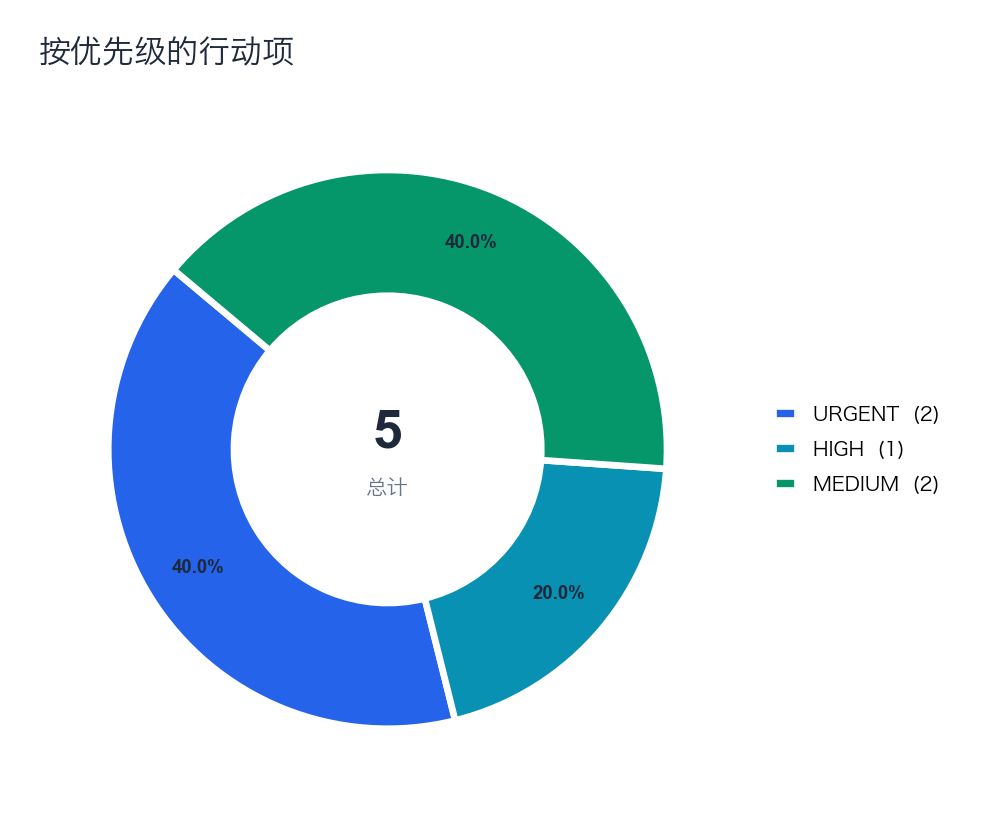 按优先级的行动项
40.0%
5
总计
40.0%
20.0%
URGENT (2)
HIGH (1)
MEDIUM (2)